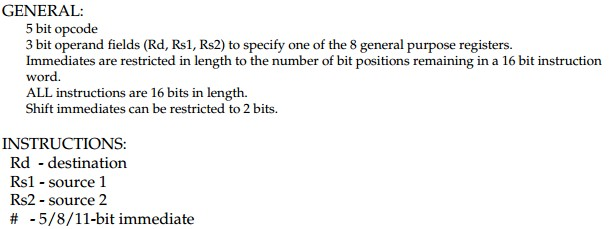 GENERAL:
5 bit opcode
3 bit operand fields (Rd, Rs1, Rs2) to specify one of the 8 general purpose registers.
Immediates are restricted in length to the number of bit positions remaining in a 16 bit instruction
word.
ALL instructions are 16 bits in length.
Shift immediates can be restricted to 2 bits.
INSTRUCTIONS:
Rd - destination
Rs1 - source 1
Rs2 - source 2
# - 5/8/11-bit immediate